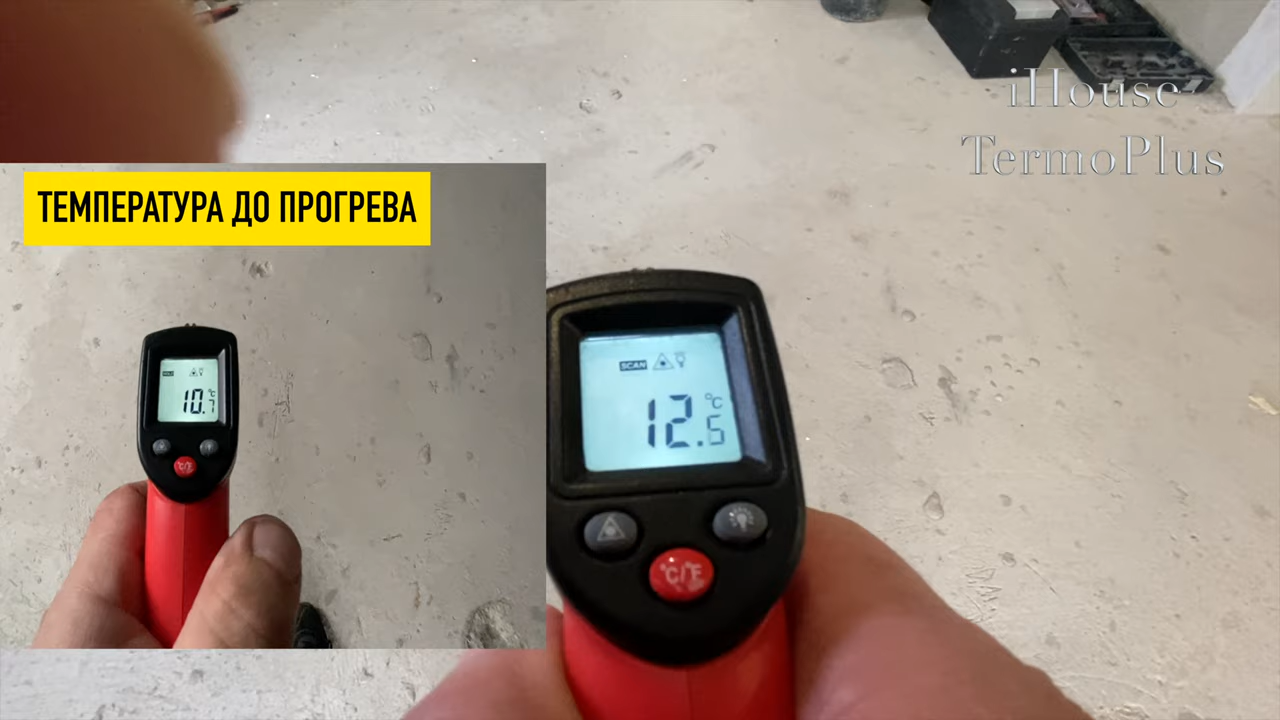 iHouse
TermoPlus
ТЕМПЕРАТУРА ДО ПРОГРЕВА
10.7 °C
SCAN
12.5 °C
°C/°F